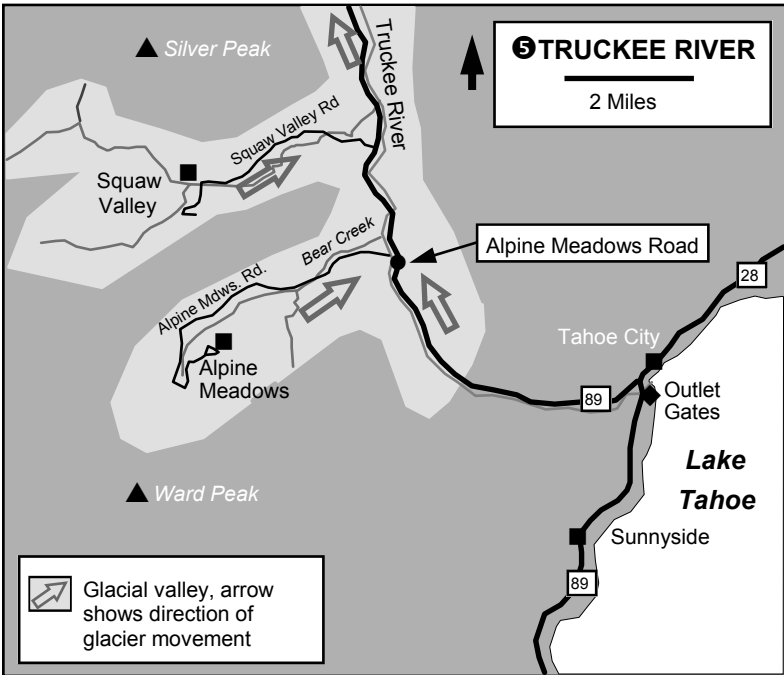 Silver Peak
❺TRUCKEE RIVER
2 Miles
Truckee River
Squaw Valley Rd
Squaw
Valley
Bear Creek
Alpine Meadows Road
Alpine Mdws. Rd.
28
Tahoe City
Alpine
Meadows
89
Outlet
Gates
Lake
Tahoe
Ward Peak
Sunnyside
89
Glacial valley, arrow
shows direction of
glacier movement